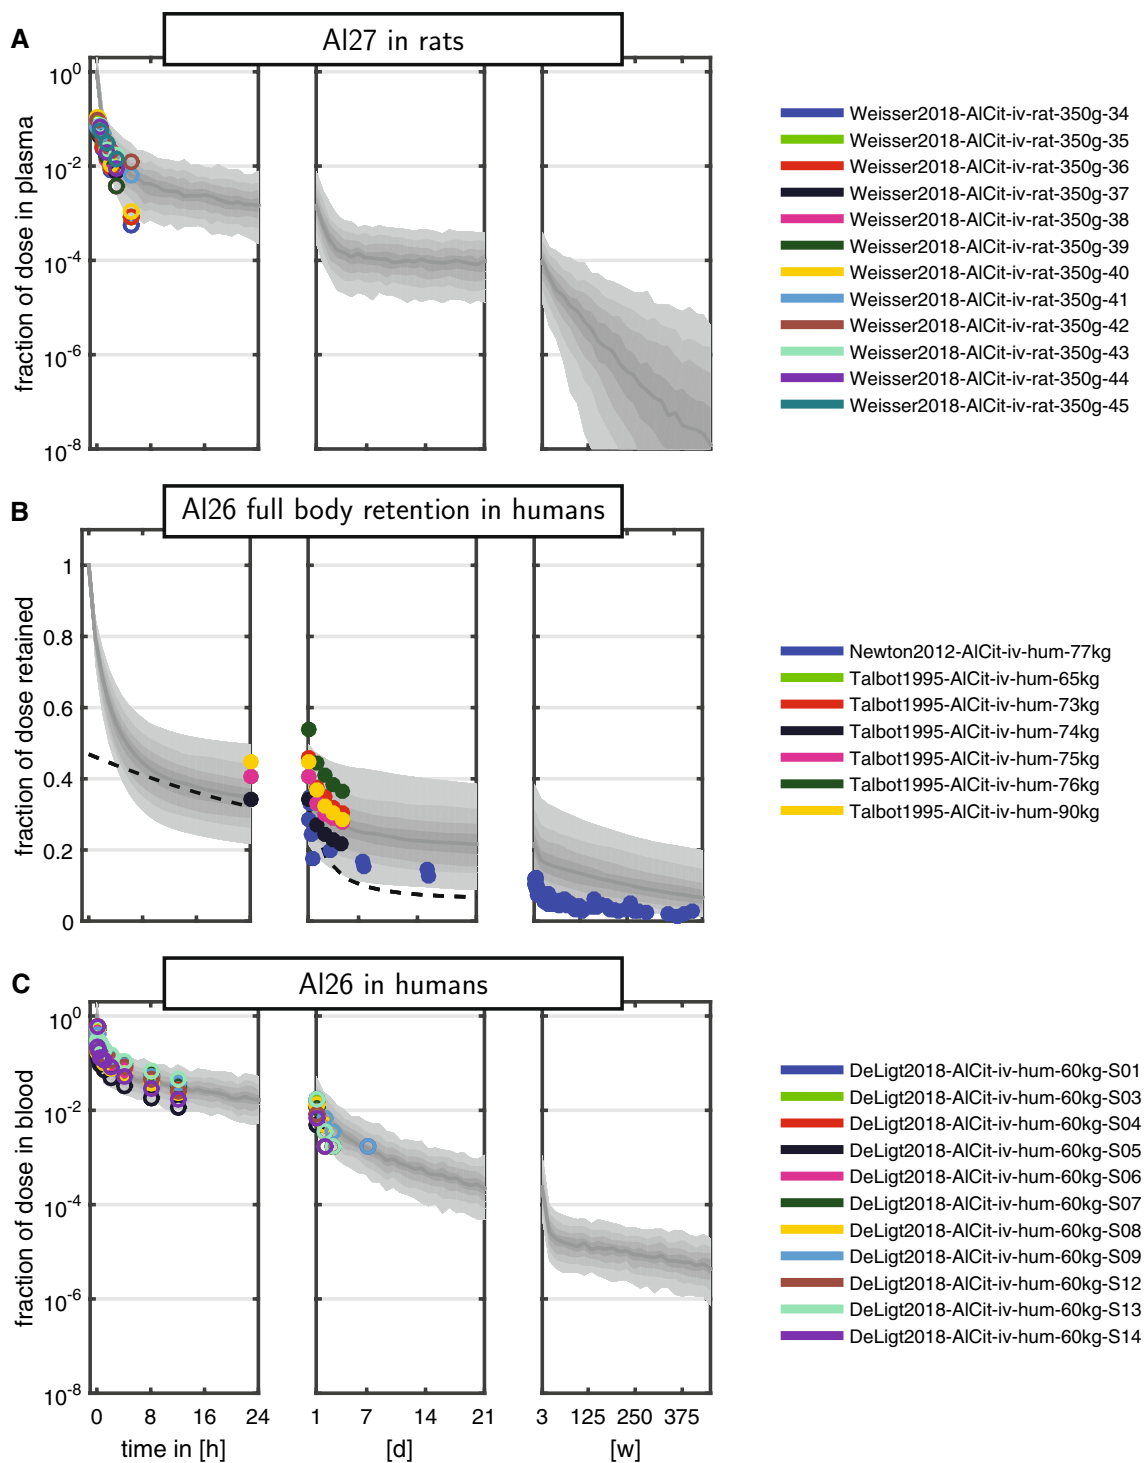 A
Al27 in rats
fraction of dose in plasma
10^0
10^-2
10^-4
10^-6
10^-8
Weisser2018-AlCit-iv-rat-350g-34
Weisser2018-AlCit-iv-rat-350g-35
Weisser2018-AlCit-iv-rat-350g-36
Weisser2018-AlCit-iv-rat-350g-37
Weisser2018-AlCit-iv-rat-350g-38
Weisser2018-AlCit-iv-rat-350g-39
Weisser2018-AlCit-iv-rat-350g-40
Weisser2018-AlCit-iv-rat-350g-41
Weisser2018-AlCit-iv-rat-350g-42
Weisser2018-AlCit-iv-rat-350g-43
Weisser2018-AlCit-iv-rat-350g-44
Weisser2018-AlCit-iv-rat-350g-45
B
Al26 full body retention in humans
fraction of dose retained
1
0.8
0.6
0.4
0.2
0
Newton2012-AlCit-iv-hum-77kg
Talbot1995-AlCit-iv-hum-65kg
Talbot1995-AlCit-iv-hum-73kg
Talbot1995-AlCit-iv-hum-74kg
Talbot1995-AlCit-iv-hum-75kg
Talbot1995-AlCit-iv-hum-76kg
Talbot1995-AlCit-iv-hum-90kg
C
Al26 in humans
fraction of dose in blood
10^0
10^-2
10^-4
10^-6
10^-8
DeLigt2018-AlCit-iv-hum-60kg-S01
DeLigt2018-AlCit-iv-hum-60kg-S03
DeLigt2018-AlCit-iv-hum-60kg-S04
DeLigt2018-AlCit-iv-hum-60kg-S05
DeLigt2018-AlCit-iv-hum-60kg-S06
DeLigt2018-AlCit-iv-hum-60kg-S07
DeLigt2018-AlCit-iv-hum-60kg-S08
DeLigt2018-AlCit-iv-hum-60kg-S09
DeLigt2018-AlCit-iv-hum-60kg-S12
DeLigt2018-AlCit-iv-hum-60kg-S13
DeLigt2018-AlCit-iv-hum-60kg-S14
0 8 16 24 1 7 14 21 3 125 250 375
time in [h] [d] [w]